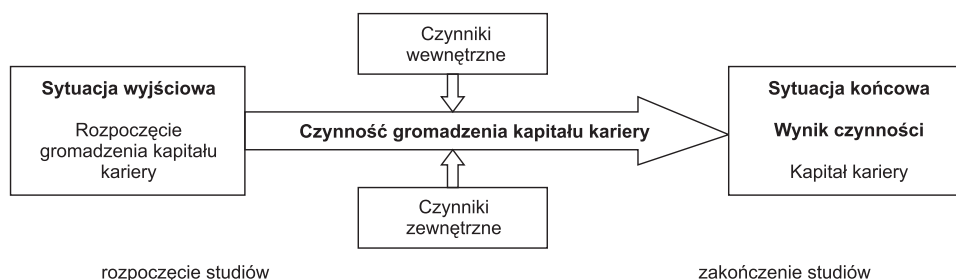 Czynniki
wewnętrzne
Sytuacja wyjściowa
Rozpoczęcie
gromadzenia kapitału
kariery
Czynność gromadzenia kapitału kariery
Sytuacja końcowa
Wynik czynności
Kapitał kariery
Czynniki
zewnętrzne
rozpoczęcie studiów
zakończenie studiów